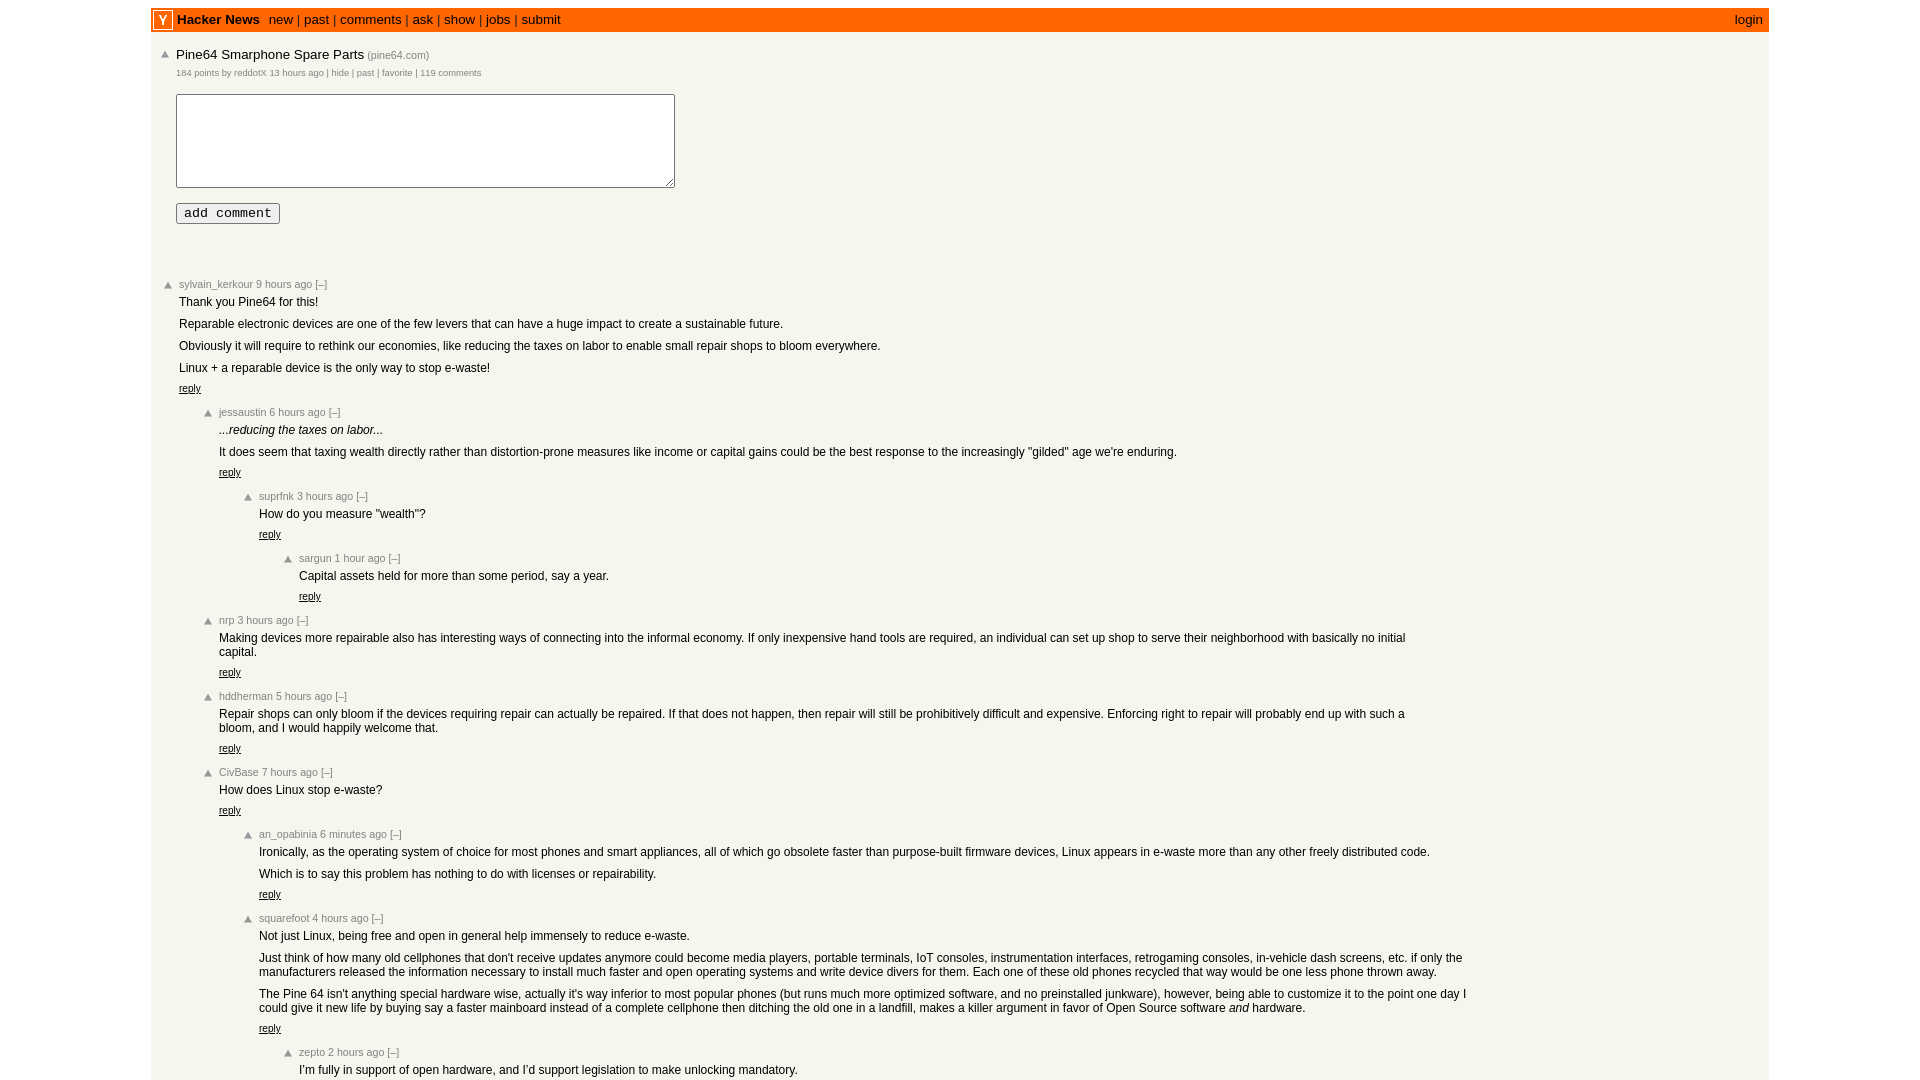 Y Hacker News new | past | comments | ask | show | jobs | submit login
Pine64 Smarphone Spare Parts (pine64.com)
184 points by reddotX 13 hours ago | hide | past | favorite | 119 comments
add comment
sylvain_kerkour 9 hours ago [–]
Thank you Pine64 for this!
Reparable electronic devices are one of the few levers that can have a huge impact to create a sustainable future.
Obviously it will require to rethink our economies, like reducing the taxes on labor to enable small repair shops to bloom everywhere.
Linux + a reparable device is the only way to stop e-waste!
reply
jessaustin 6 hours ago [–]
...reducing the taxes on labor...
It does seem that taxing wealth directly rather than distortion-prone measures like income or capital gains could be the best response to the increasingly "gilded" age we're enduring.
reply
suprfnk 3 hours ago [–]
How do you measure "wealth"?
reply
sargun 1 hour ago [–]
Capital assets held for more than some period, say a year.
reply
nrp 3 hours ago [–]
Making devices more repairable also has interesting ways of connecting into the informal economy. If only inexpensive hand tools are required, an individual can set up shop to serve their neighborhood with basically no initial
capital.
reply
hddherman 5 hours ago [–]
Repair shops can only bloom if the devices requiring repair can actually be repaired. If that does not happen, then repair will still be prohibitively difficult and expensive. Enforcing right to repair will probably end up with such a
bloom, and I would happily welcome that.
reply
CivBase 7 hours ago [–]
How does Linux stop e-waste?
reply
an_opabinia 6 minutes ago [–]
Ironically, as the operating system of choice for most phones and smart appliances, all of which go obsolete faster than purpose-built firmware devices, Linux appears in e-waste more than any other freely distributed code.
Which is to say this problem has nothing to do with licenses or repairability.
reply
squarefoot 4 hours ago [–]
Not just Linux, being free and open in general help immensely to reduce e-waste.
Just think of how many old cellphones that don't receive updates anymore could become media players, portable terminals, IoT consoles, instrumentation interfaces, retrogaming consoles, in-vehicle dash screens, etc. if only the
manufacturers released the information necessary to install much faster and open operating systems and write device divers for them. Each one of these old phones recycled that way would be one less phone thrown away.
The Pine 64 isn't anything special hardware wise, actually it's way inferior to most popular phones (but runs much more optimized software, and no preinstalled junkware), however, being able to customize it to the point one day I
could give it new life by buying say a faster mainboard instead of a complete cellphone then ditching the old one in a landfill, makes a killer argument in favor of Open Source software and hardware.
reply
zepto 2 hours ago [–]
I’m fully in support of open hardware, and I’d support legislation to make unlocking mandatory.